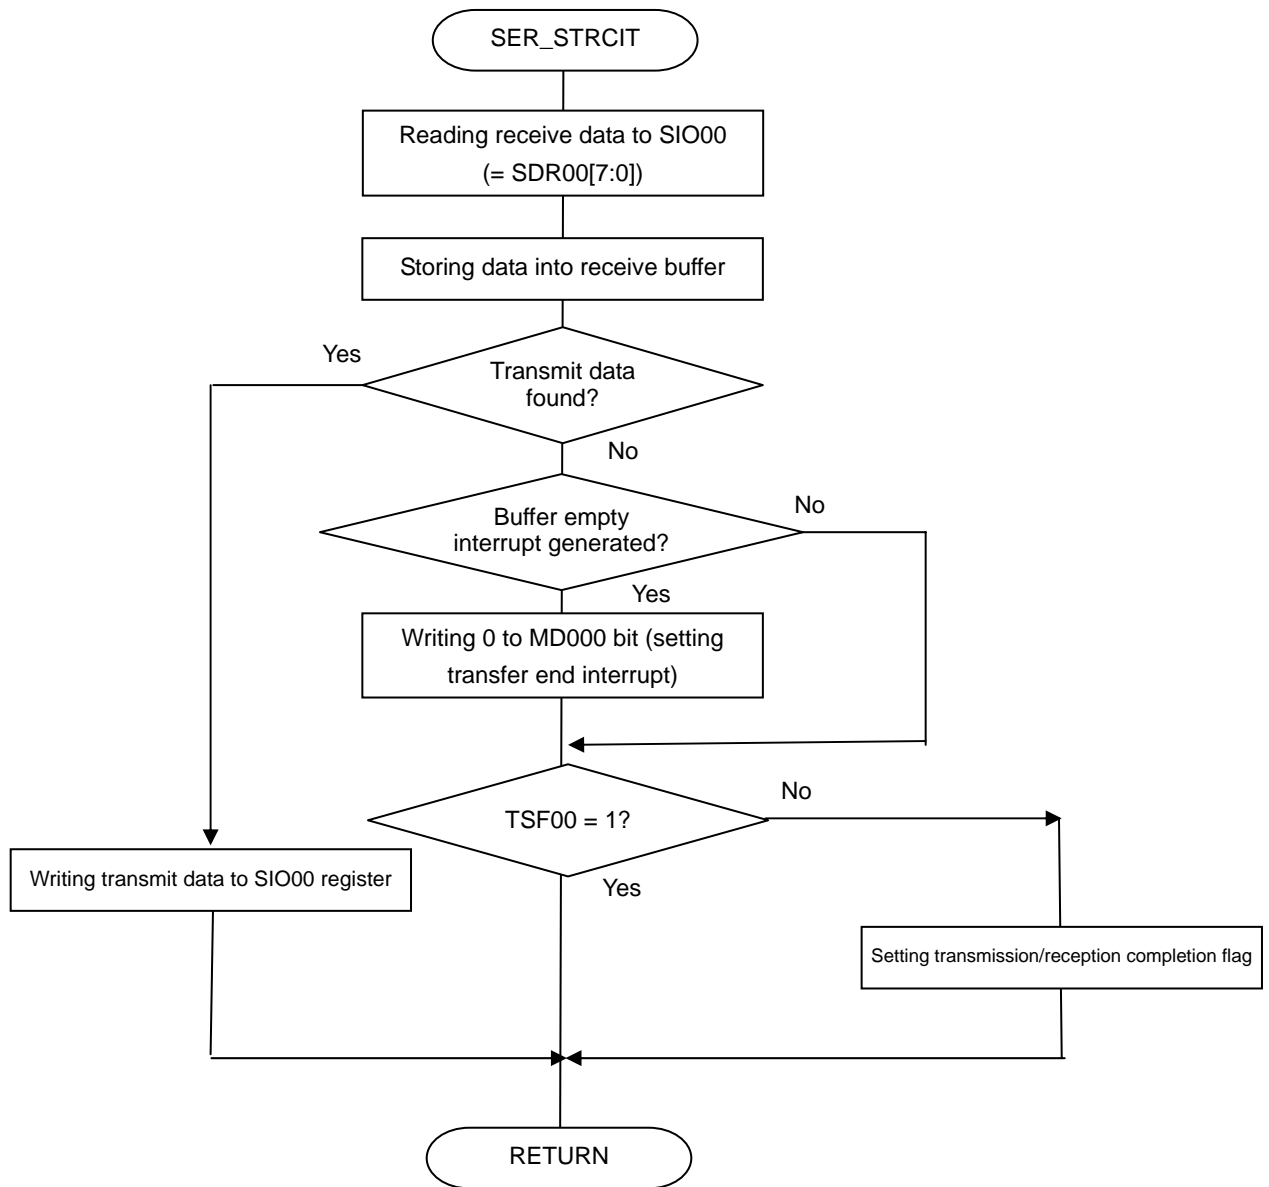 SER_STRCIT
Reading receive data to SIO00
(= SDR00[7:0])
Storing data into receive buffer
Yes
Transmit data
found?
No
Buffer empty
interrupt generated?
No
Yes
Writing 0 to MD000 bit (setting
transfer end interrupt)
TSF00 = 1?
No
Yes
Writing transmit data to SIO00 register
Setting transmission/reception completion flag
RETURN